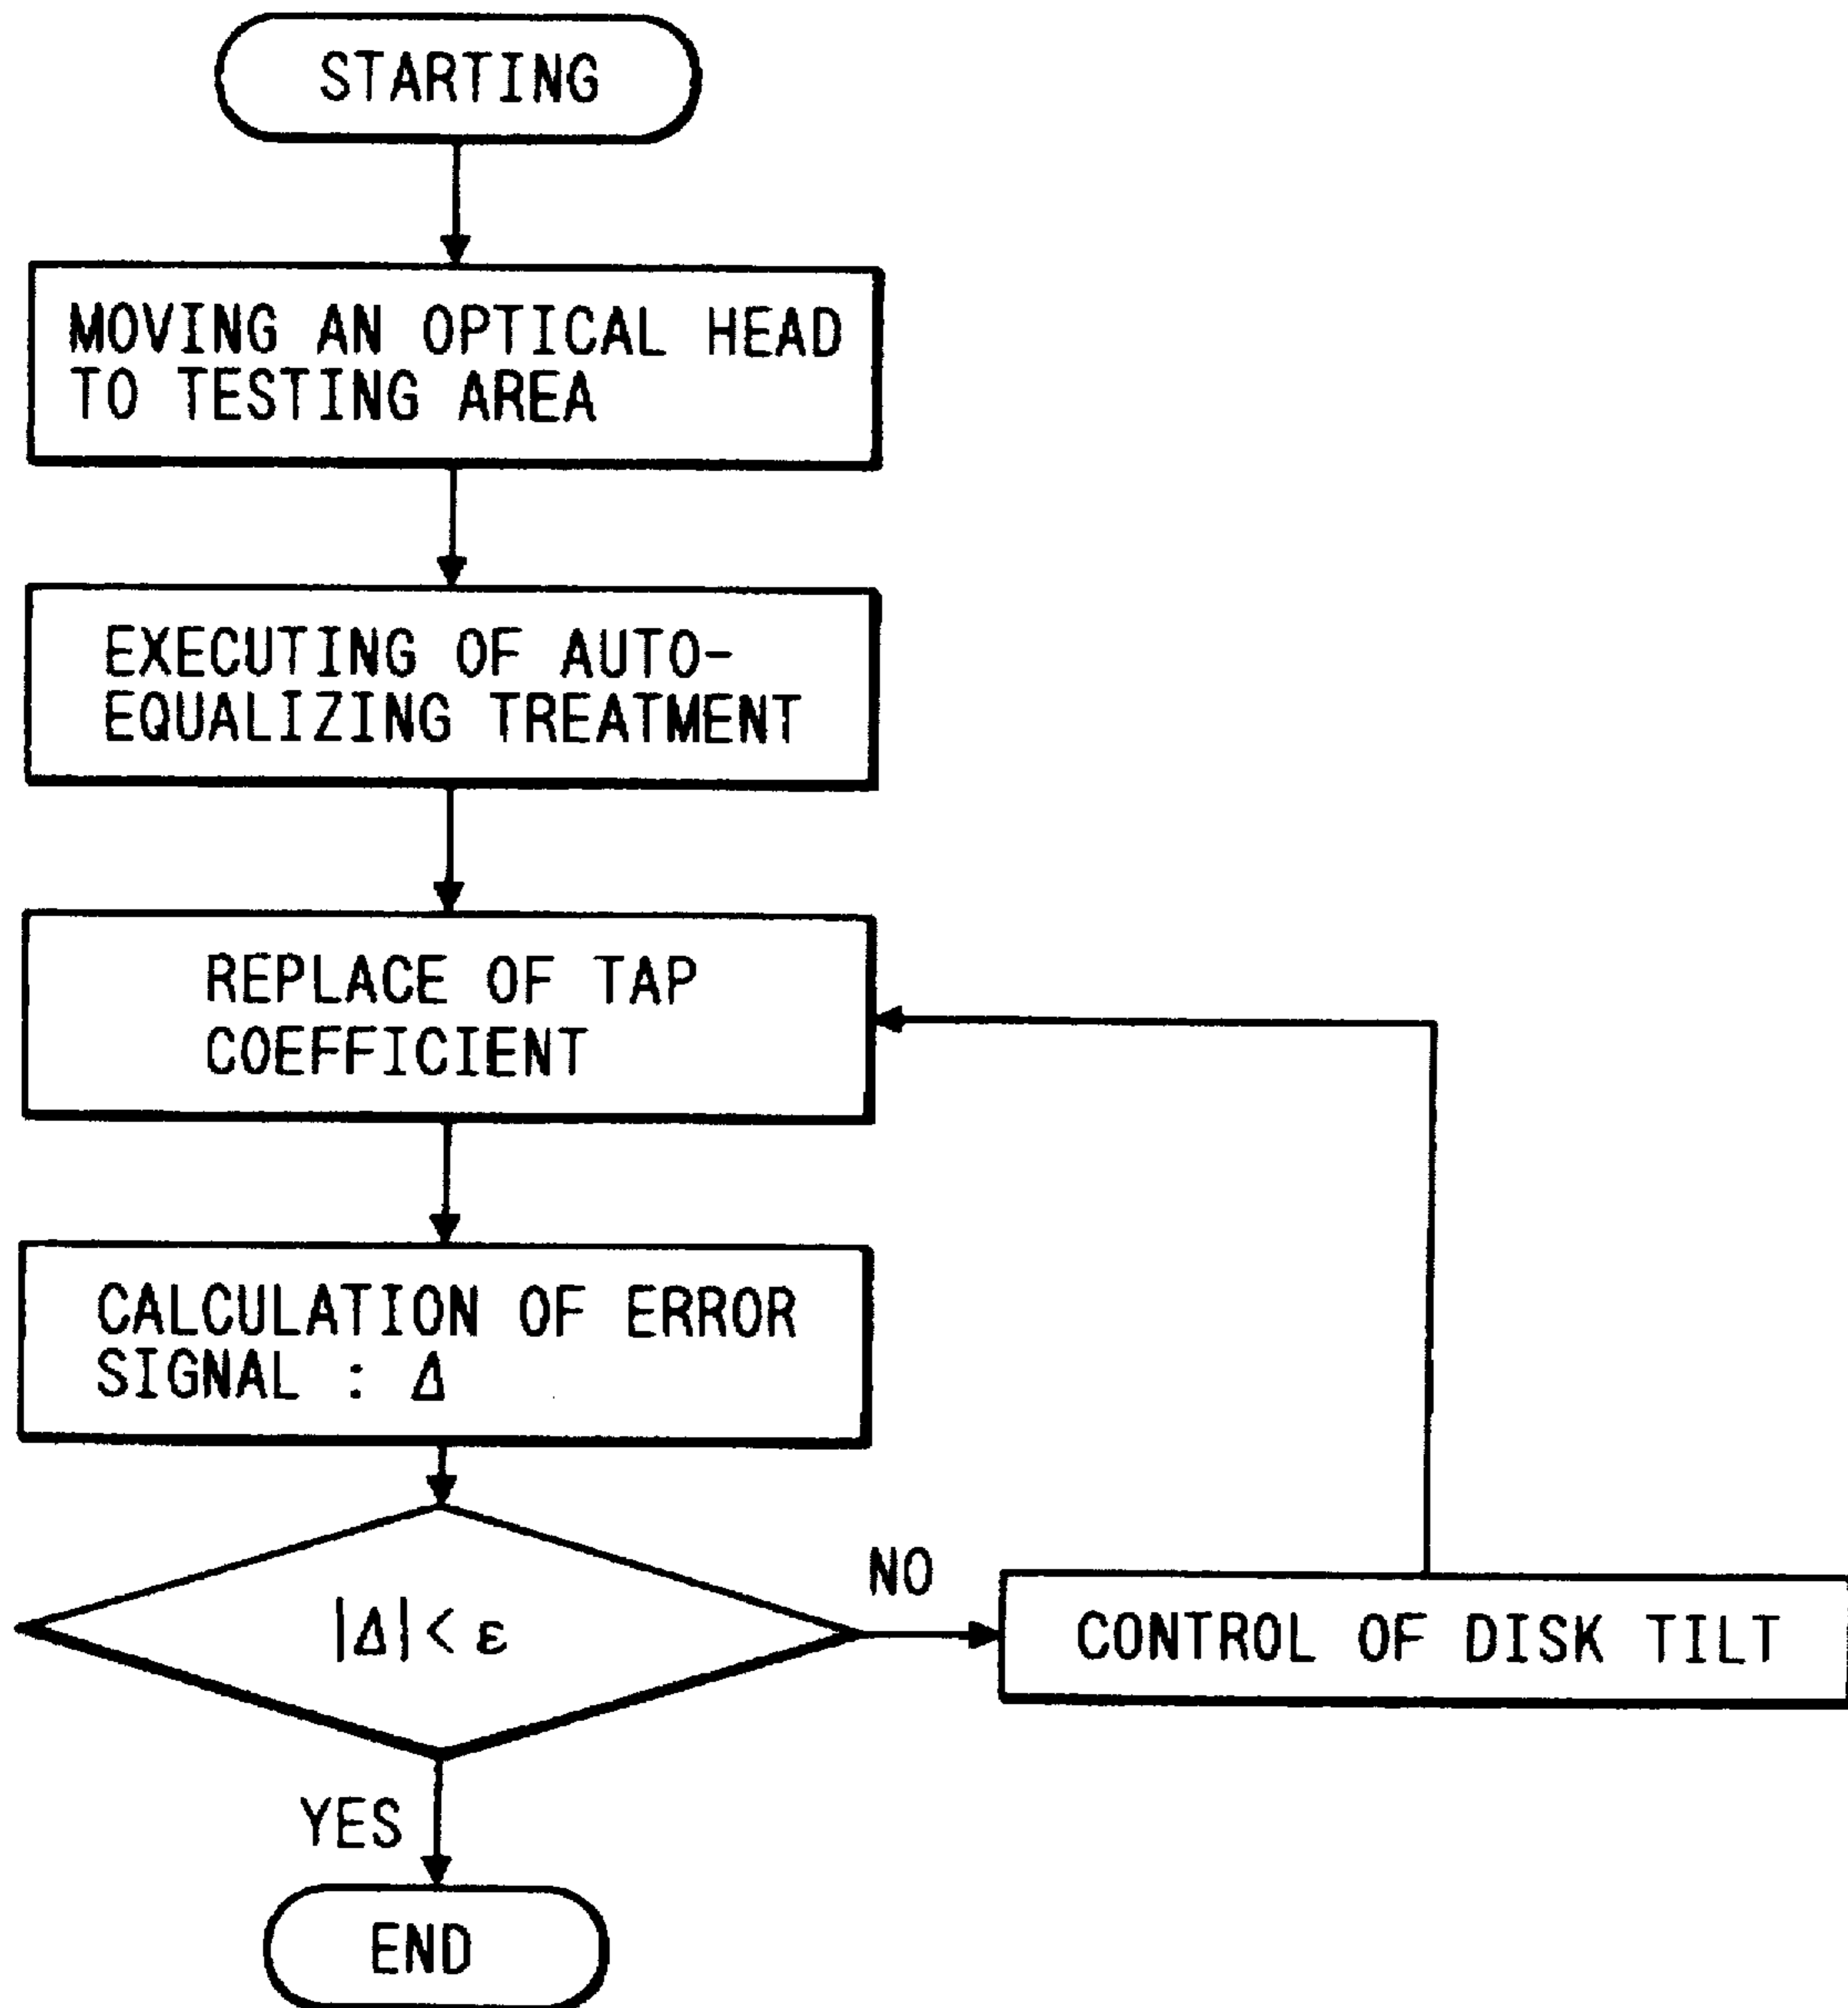 STARTING
MOVING AN OPTICAL HEAD
TO TESTING AREA
EXECUTING OF AUTO-
EQUALIZING TREATMENT
REPLACE OF TAP
COEFFICIENT
CALCULATION OF ERROR
SIGNAL : Δ
|Δ| < ε
NO
CONTROL OF DISK TILT
YES
END